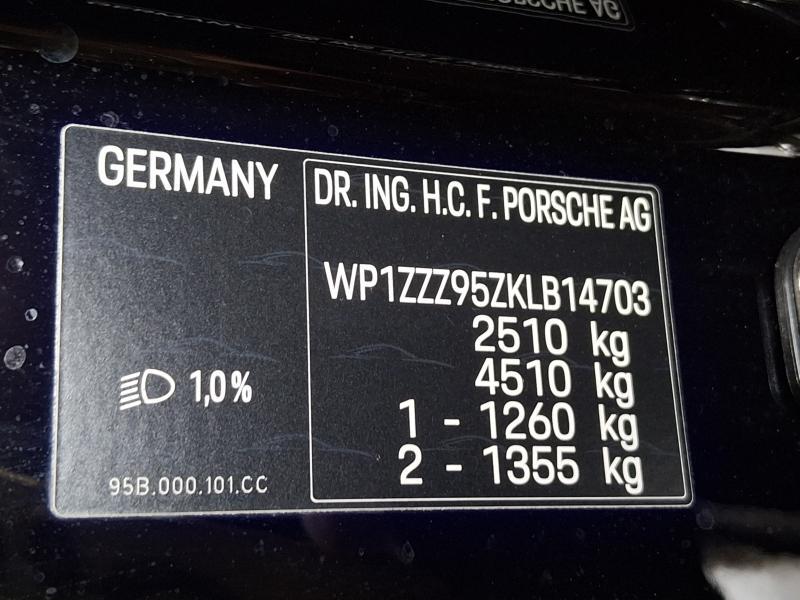 GERMANY
DR. ING. H.C. F. PORSCHE AG
WP1ZZZ95ZKLB14703
2510 kg
4510 kg
1 - 1260 kg
2 - 1355 kg
1,0%
95B.000.101.CC